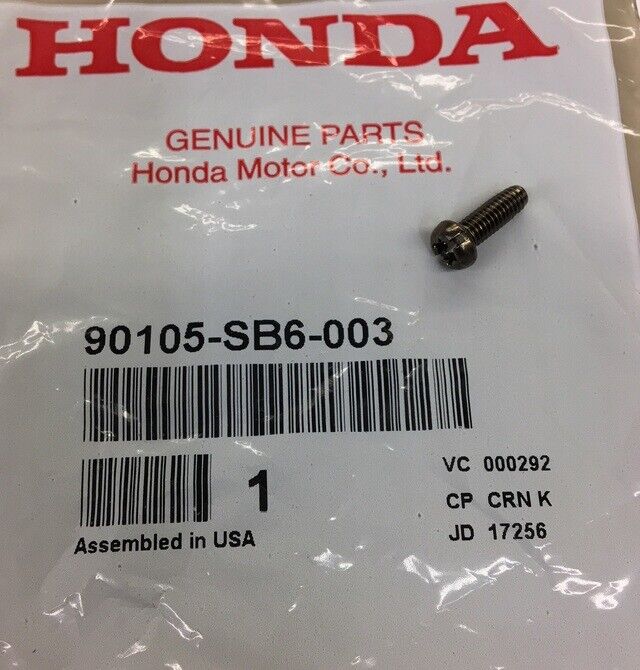 HONDA
GENUINE PARTS
Honda Motor Co., Ltd.
90105-SB6-003
1
VC 000292
CP CRN K
JD 17256
Assembled in USA